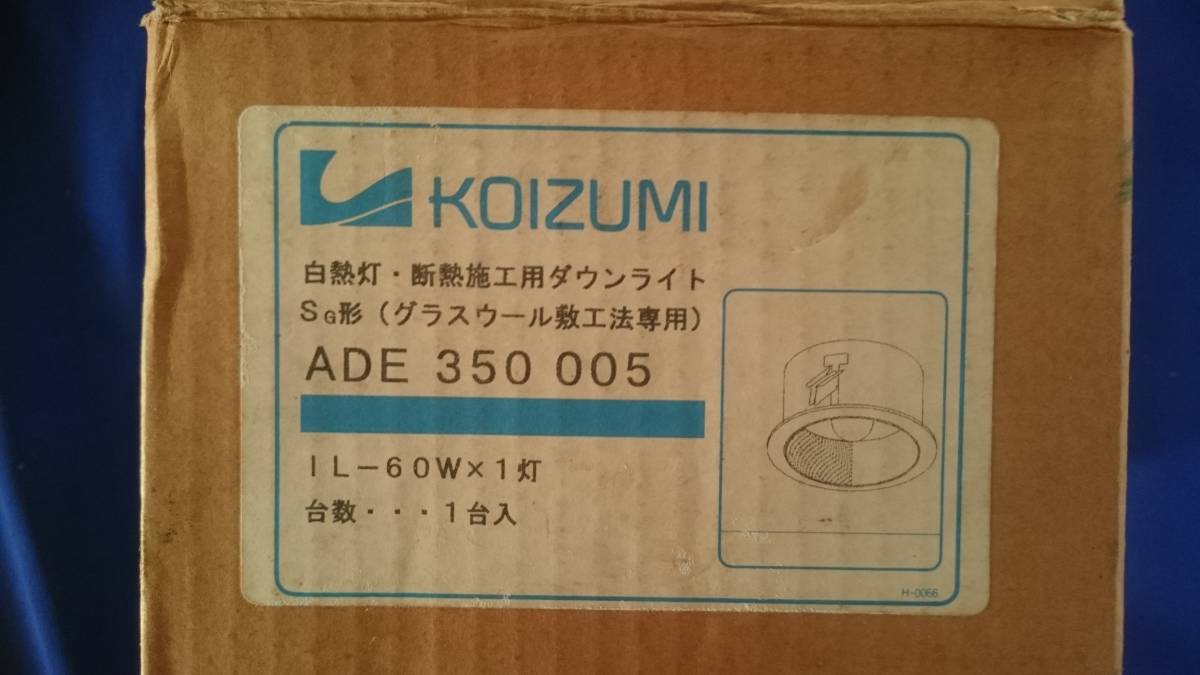 KOIZUMI
白熱灯・断熱施工用ダウンライト
SG形（グラスウール敷工法専用）
ADE 350 005
IL-60W×1灯
台数・・・1台入
H-0066